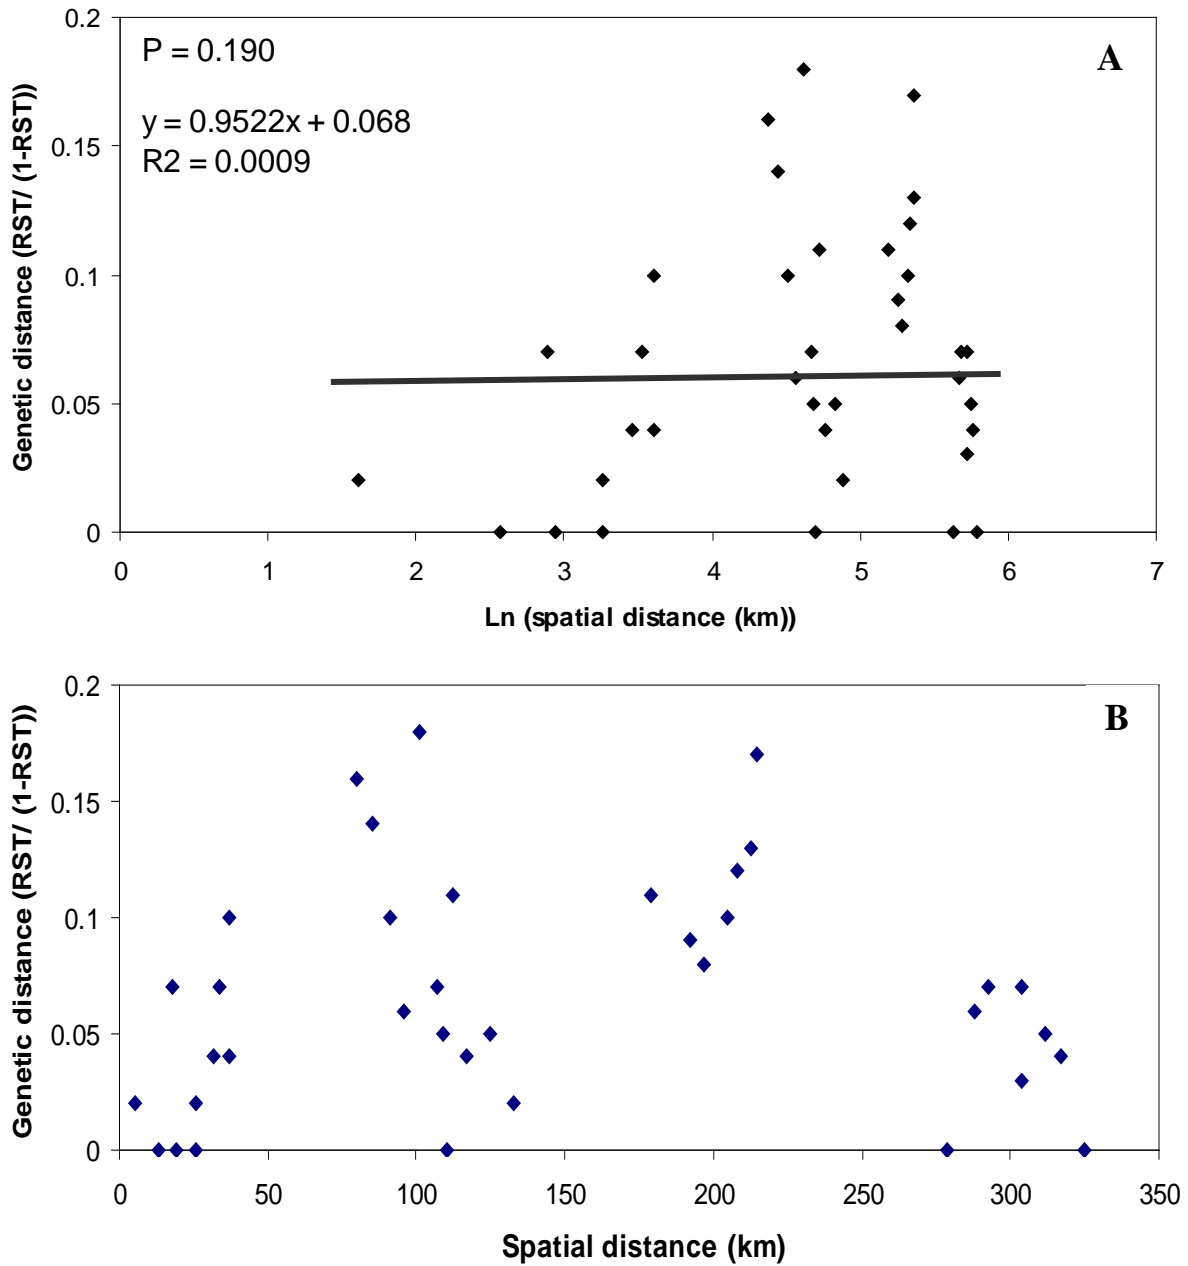 0.2
P = 0.190
A
y = 0.9522x + 0.068
0.15
R2 = 0.0009
0.1
0.05
0
0 1 2 3 4 5 6 7
Genetic distance (RST/ (1-RST))
Ln (spatial distance (km))
0.2
B
0.15
0.1
0.05
0
0 50 100 150 200 250 300 350
Genetic distance (RST/ (1-RST))
Spatial distance (km)